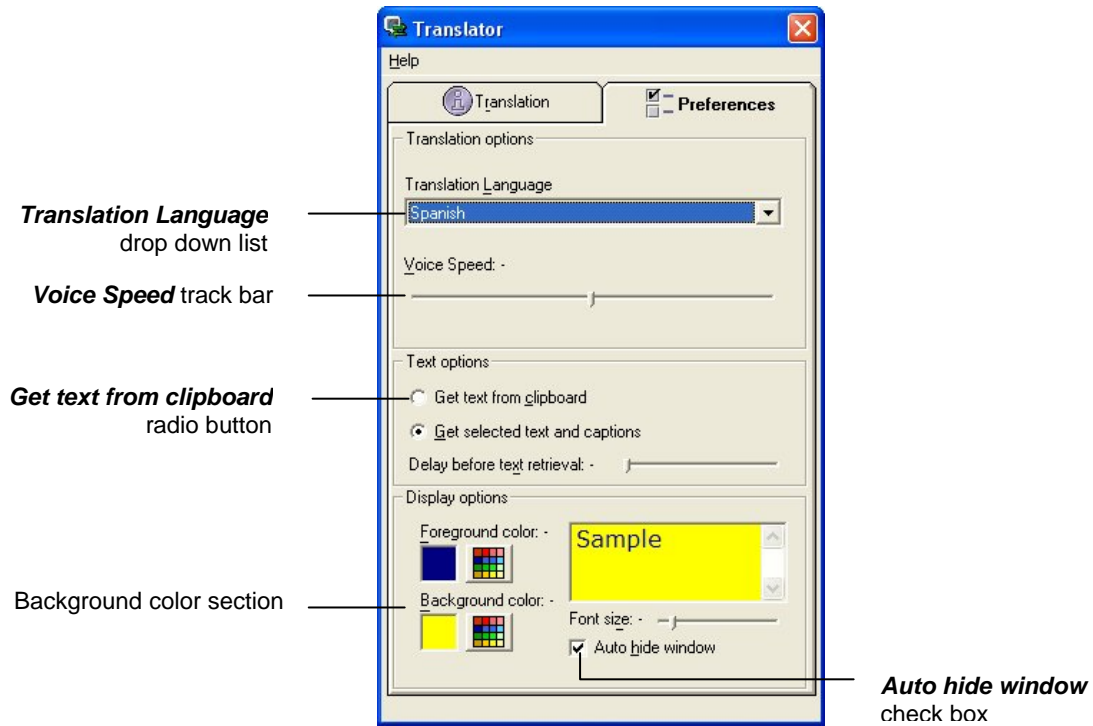 Translator
Help
Translation
Preferences
Translation options
Translation Language
Spanish
Translation Language
drop down list
Voice Speed: -
Voice Speed track bar
Text options
Get text from clipboard
radio button
Get text from clipboard
Get selected text and captions
Delay before text retrieval: -
Display options
Foreground color: -
Sample
Background color section
Background color: -
Font size: -
Auto hide window
Auto hide window
check box